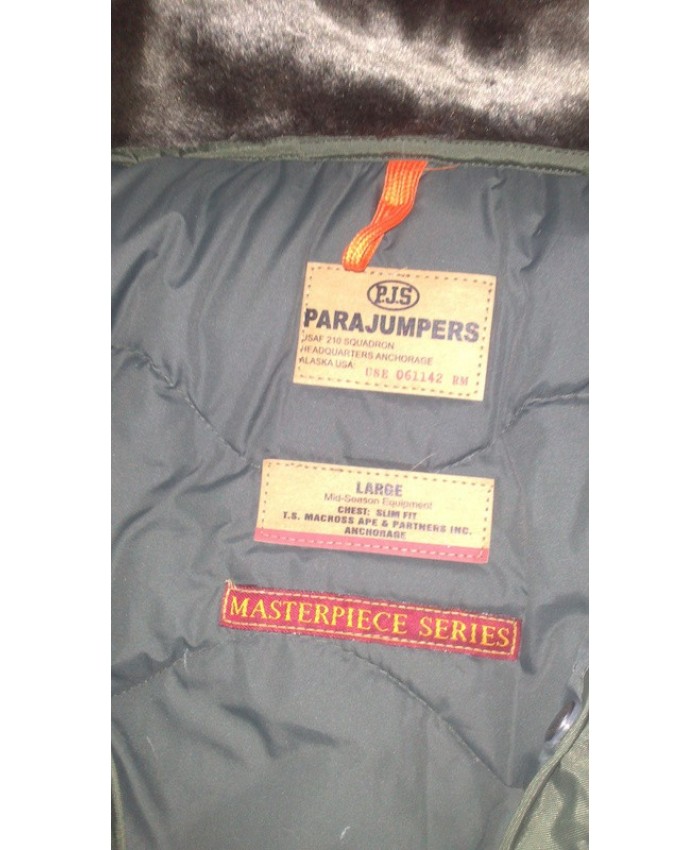 P.J.S
PARAJUMPERS
USAF 210 SQUADRON
HEADQUARTERS ANCHORAGE
ALASKA USA: USE 061142 RM
LARGE
Mid-Season Equipment
CHEST: SLIM FIT
T.S. MACROSS APE & PARTNERS INC.
ANCHORAGE
MASTERPIECE SERIES